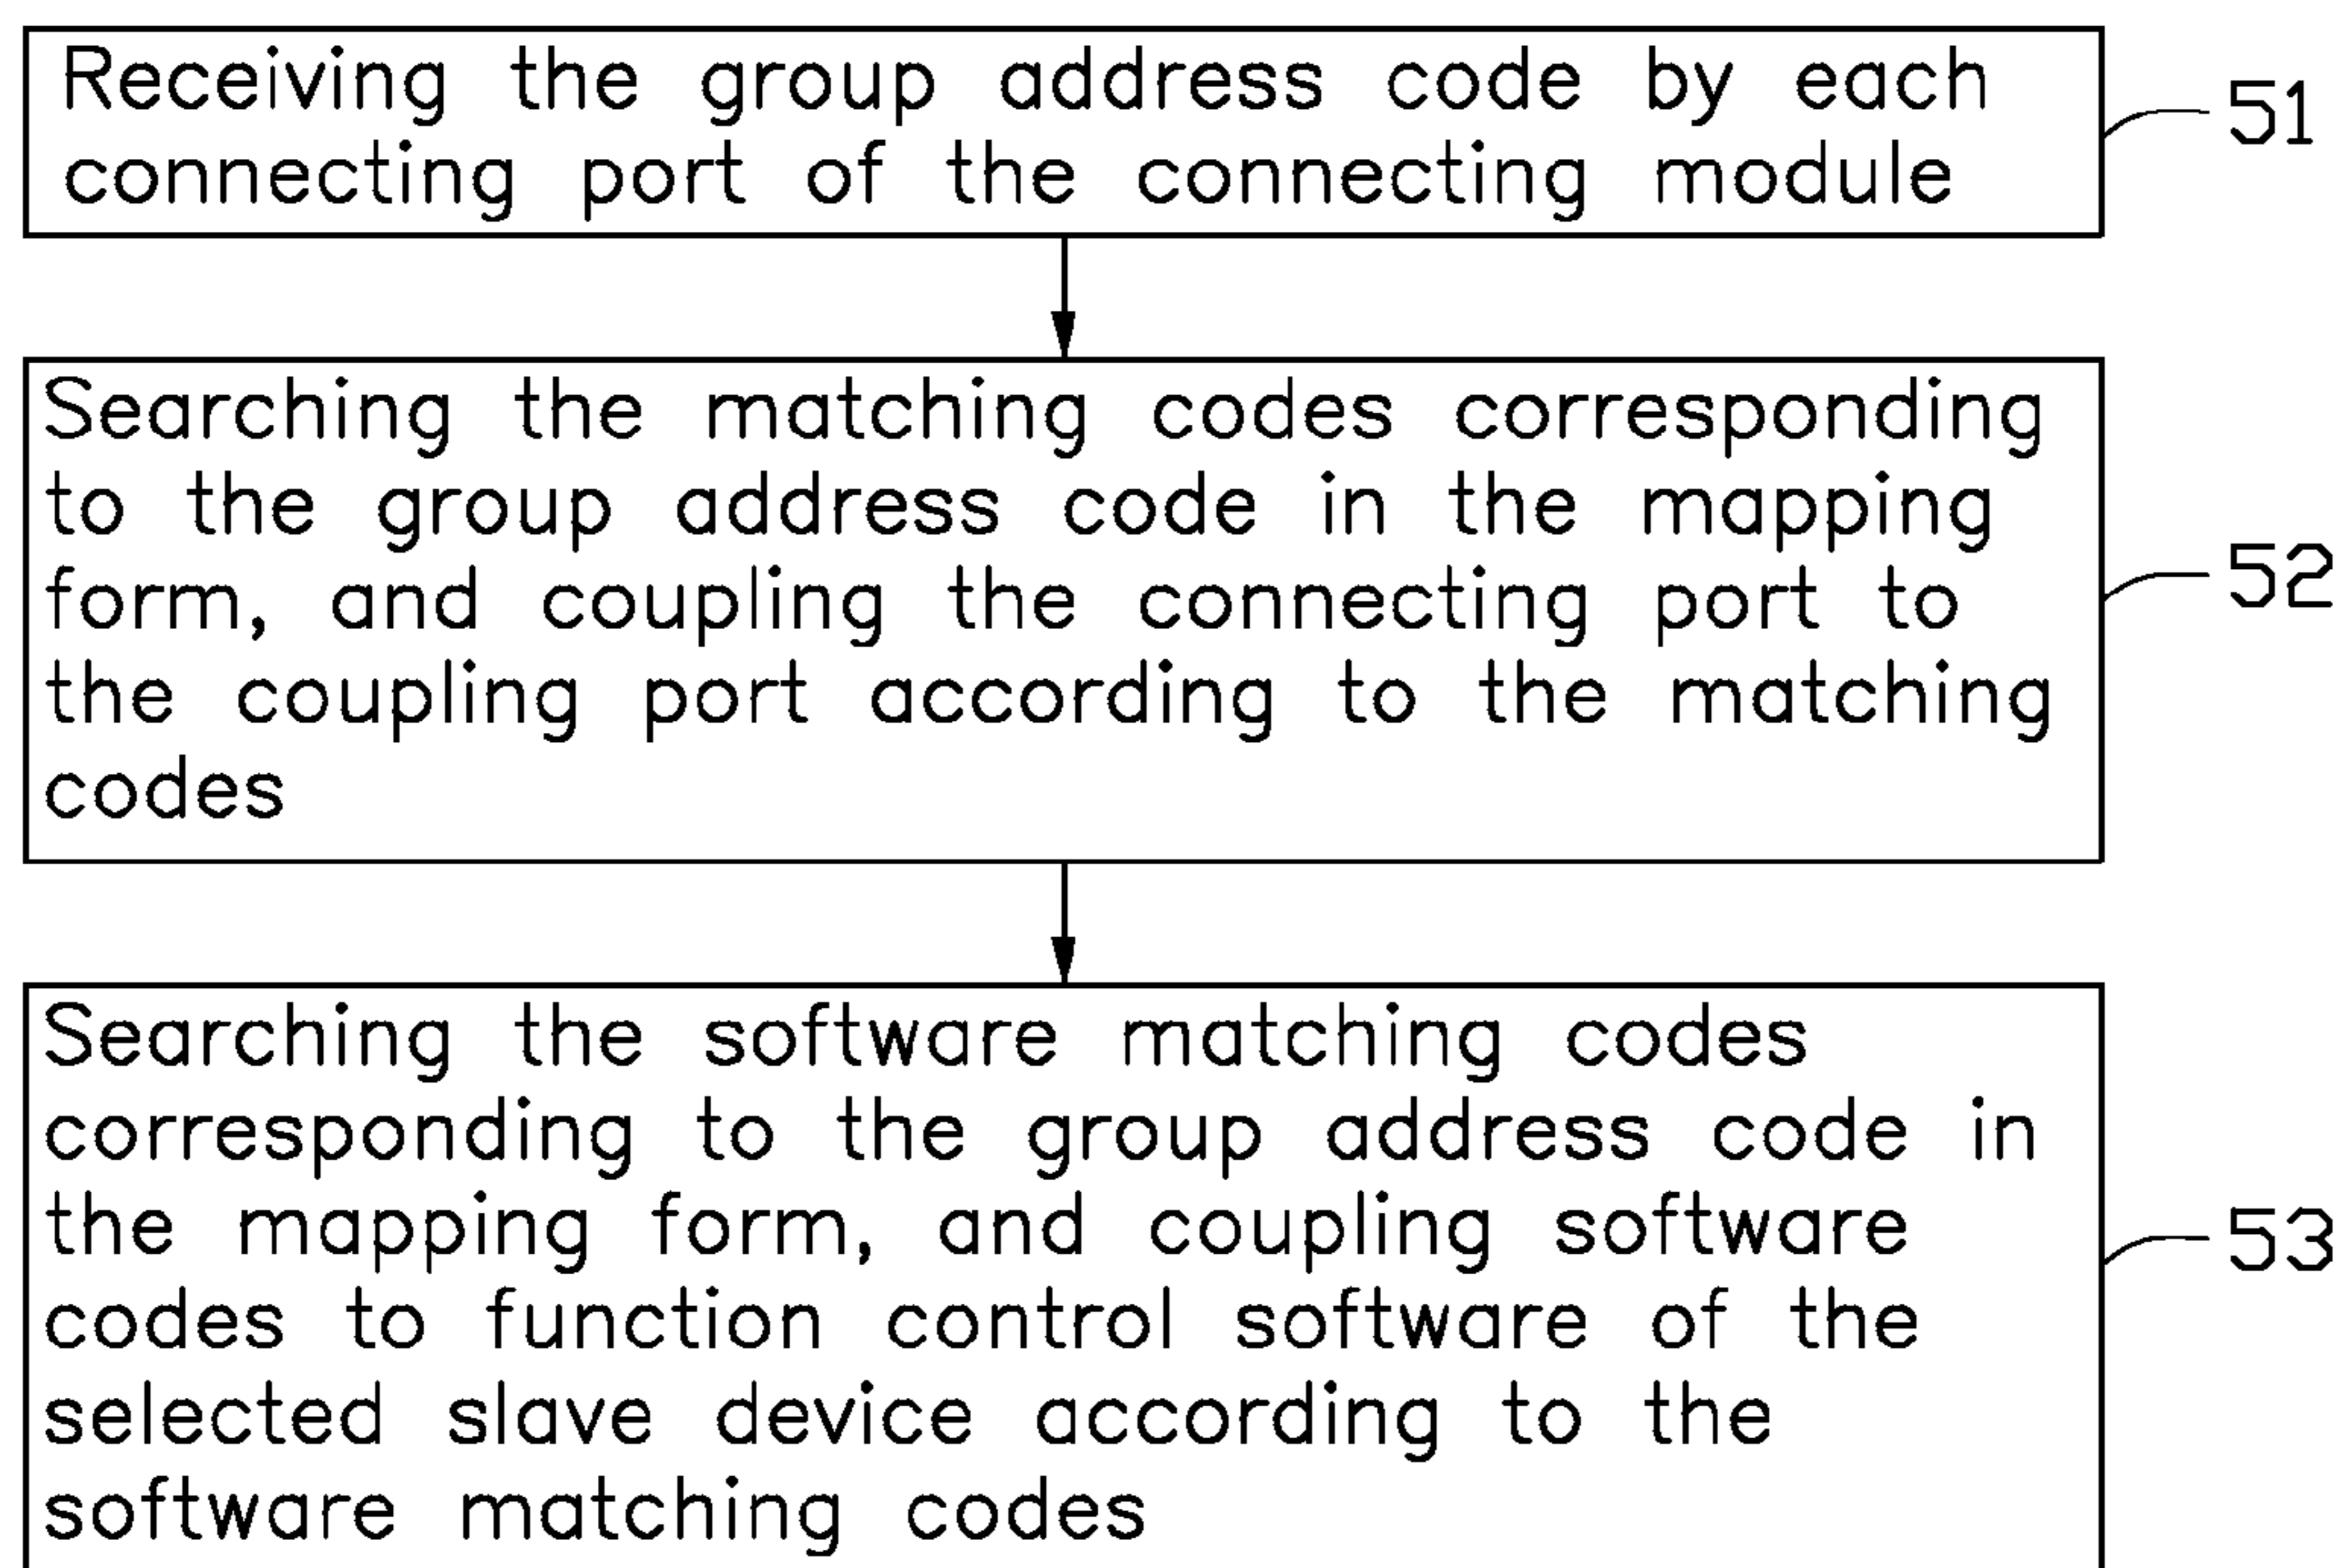 Receiving the group address code by each
connecting port of the connecting module
51
Searching the matching codes corresponding
to the group address code in the mapping
form, and coupling the connecting port to
the coupling port according to the matching
codes
52
Searching the software matching codes
corresponding to the group address code in
the mapping form, and coupling software
codes to function control software of the
selected slave device according to the
software matching codes
53